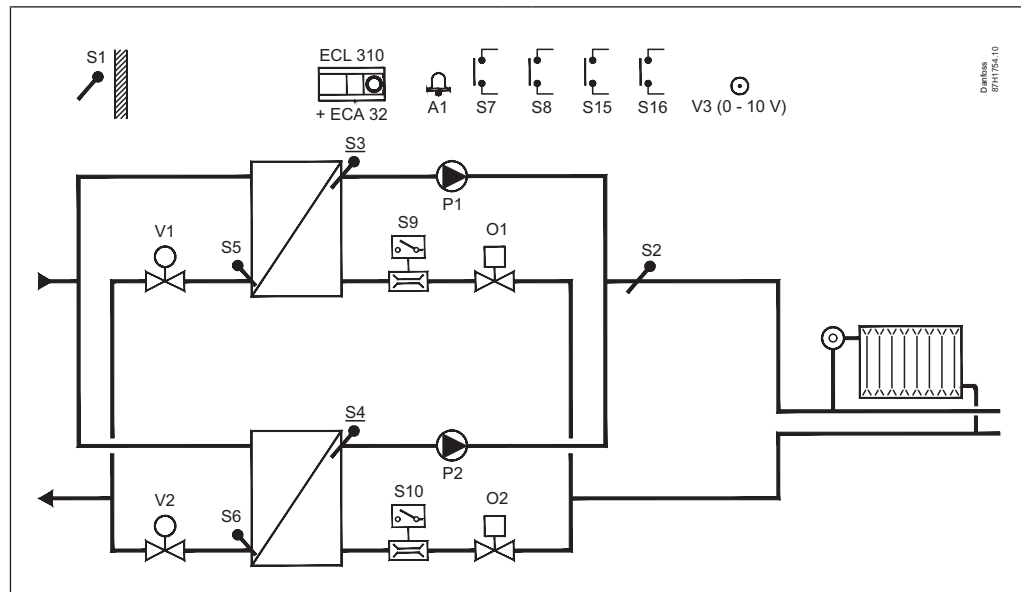 S1
ECL 310
+ ECA 32
A1
S7
S8
S15
S16
V3 (0 - 10 V)
Danfoss
87H1754.10
S3
P1
V1
S5
S9
O1
S2
S4
P2
V2
S6
S10
O2